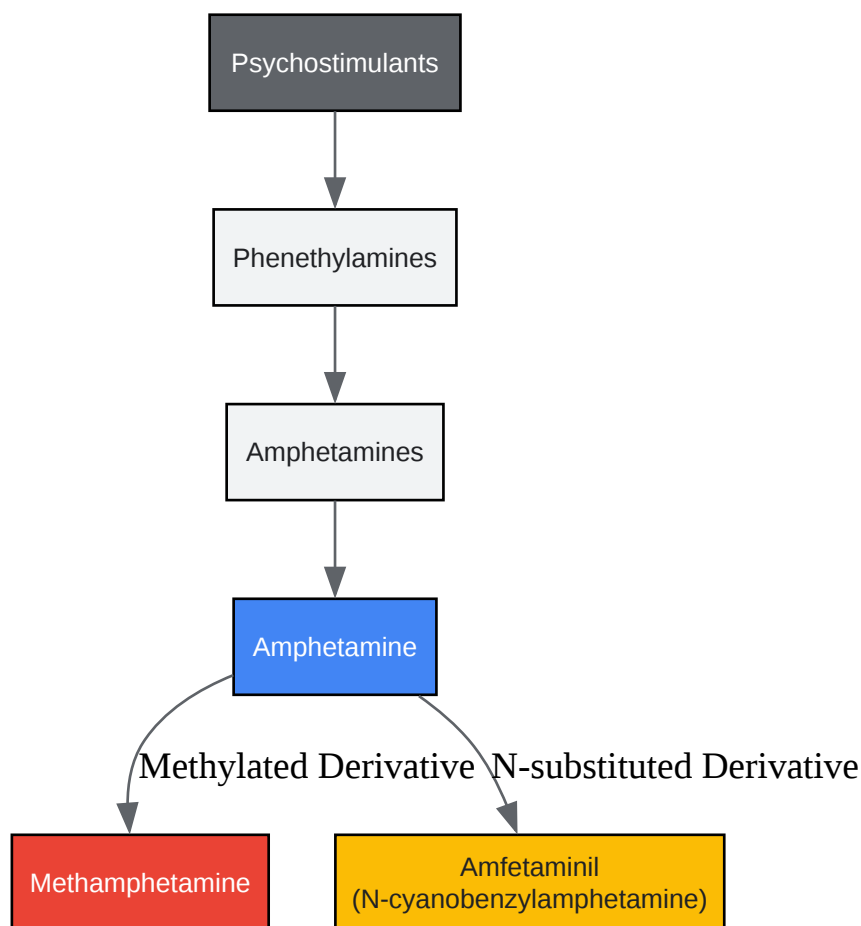 Psychostimulants
Phenethylamines
Amphetamines
Amphetamine
Methylated Derivative
N-substituted Derivative
Methamphetamine
Amfetaminil
(N-cyanobenzylamphetamine)